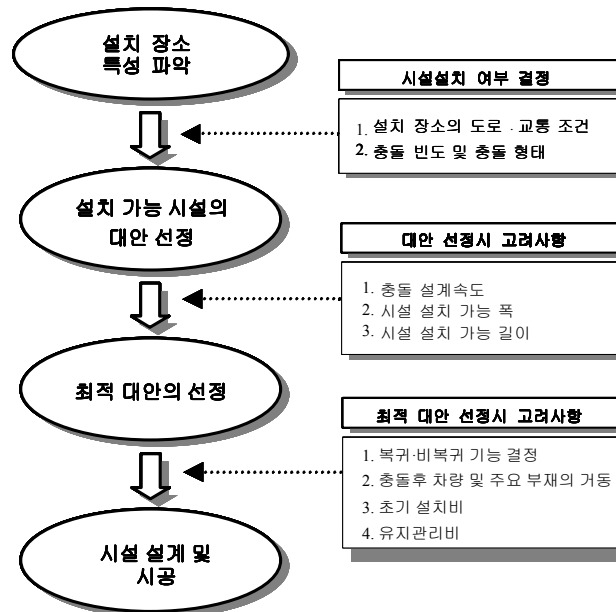 설치 장소
특성 파악
시설설치 여부 결정
1. 설치 장소의 도로 · 교통 조건
2. 충돌 빈도 및 충돌 형태
설치 가능 시설의
대안 선정
대안 선정시 고려사항
1. 충돌 설계속도
2. 시설 설치 가능 폭
3. 시설 설치 가능 길이
최적 대안의 선정
최적 대안 선정시 고려사항
1. 복귀·비복귀 기능 결정
2. 충돌후 차량 및 주요 부재의 거동
3. 초기 설치비
4. 유지관리비
시설 설계 및
시공